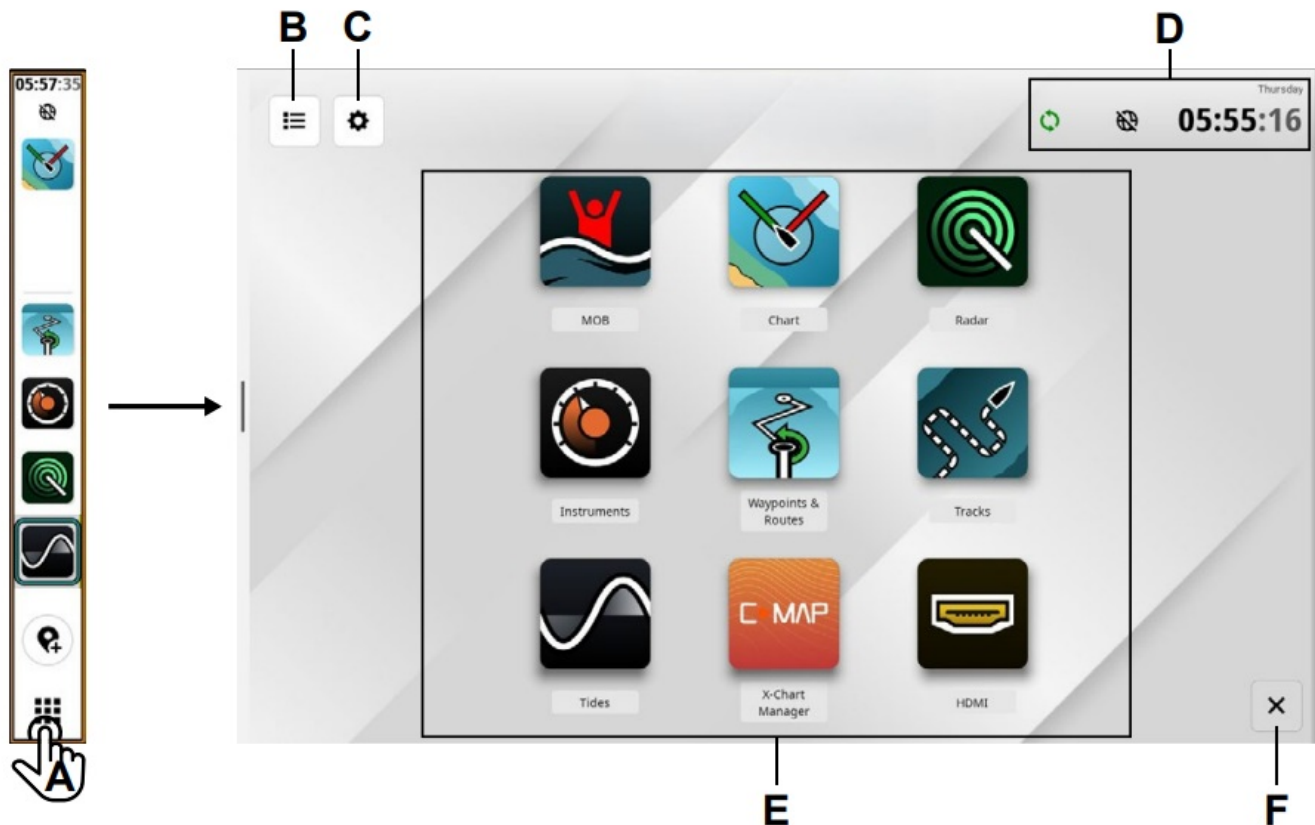 B
C
D
05:57:35
Thursday
05:55:16
MOB
Chart
Radar
Instruments
Waypoints &
Routes
Tracks
C-MAP
Tides
X-Chart
Manager
HDMI
A
E
F